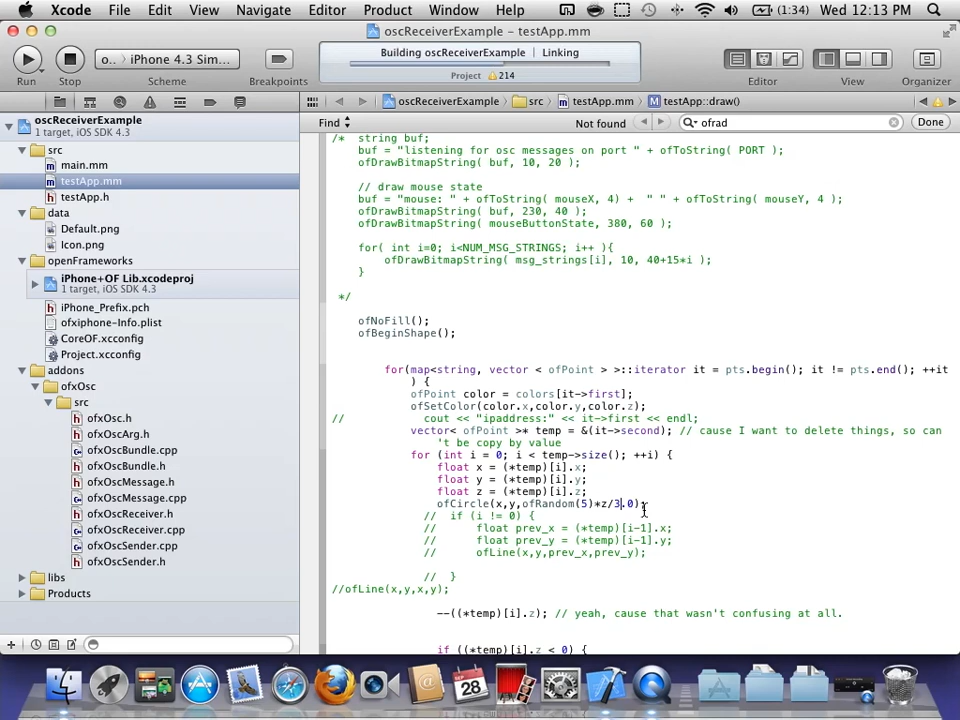 Xcode File Edit View Navigate Editor Product Window Help (1:34) Wed 12:13 PM
oscReceiverExample — testApp.mm
Building oscReceiverExample | Linking
o.. 〉 iPhone 4.3 Sim...
Project 214
Run Stop Scheme Breakpoints Editor View Organizer
oscReceiverExample 〉 src 〉 testApp.mm 〉 M testApp::draw()
oscReceiverExample
1 target, iOS SDK 4.3
src
main.mm
testApp.mm
testApp.h
data
Default.png
Icon.png
openFrameworks
iPhone+OF Lib.xcodeproj
1 target, iOS SDK 4.3
iPhone_Prefix.pch
ofxiphone-Info.plist
CoreOF.xcconfig
Project.xcconfig
addons
ofxOsc
src
ofxOsc.h
ofxOscArg.h
ofxOscBundle.cpp
ofxOscBundle.h
ofxOscMessage.h
ofxOscMessage.cpp
ofxOscReceiver.h
ofxOscReceiver.cpp
ofxOscSender.cpp
ofxOscSender.h
libs
Products
Find Not found ofrad Done
/* string buf;
buf = "listening for osc messages on port " + ofToString( PORT );
ofDrawBitmapString( buf, 10, 20 );
// draw mouse state
buf = "mouse: " + ofToString( mouseX, 4) + " " + ofToString( mouseY, 4 );
ofDrawBitmapString( buf, 230, 40 );
ofDrawBitmapString( mouseButtonState, 380, 60 );
for( int i=0; i<NUM_MSG_STRINGS; i++ ){
ofDrawBitmapString( msg_strings[i], 10, 40+15*i );
}
*/
ofNoFill();
ofBeginShape();
for(map<string, vector < ofPoint > >::iterator it = pts.begin(); it != pts.end(); ++it
) {
ofPoint color = colors[it->first];
ofSetColor(color.x,color.y,color.z);
// cout << "ipaddress:" << it->first << endl;
vector< ofPoint >* temp = &(it->second); // cause I want to delete things, so can
't be copy by value
for (int i = 0; i < temp->size(); ++i) {
float x = (*temp)[i].x;
float y = (*temp)[i].y;
float z = (*temp)[i].z;
ofCircle(x,y,ofRandom(5)*z/3.0);
// if (i != 0) {
// float prev_x = (*temp)[i-1].x;
// float prev_y = (*temp)[i-1].y;
// ofLine(x,y,prev_x,prev_y);
// }
//ofLine(x,y,x,y);
--((*temp)[i].z); // yeah, cause that wasn't confusing at all.
if ((*temp)[i].z < 0) {
SEP
28